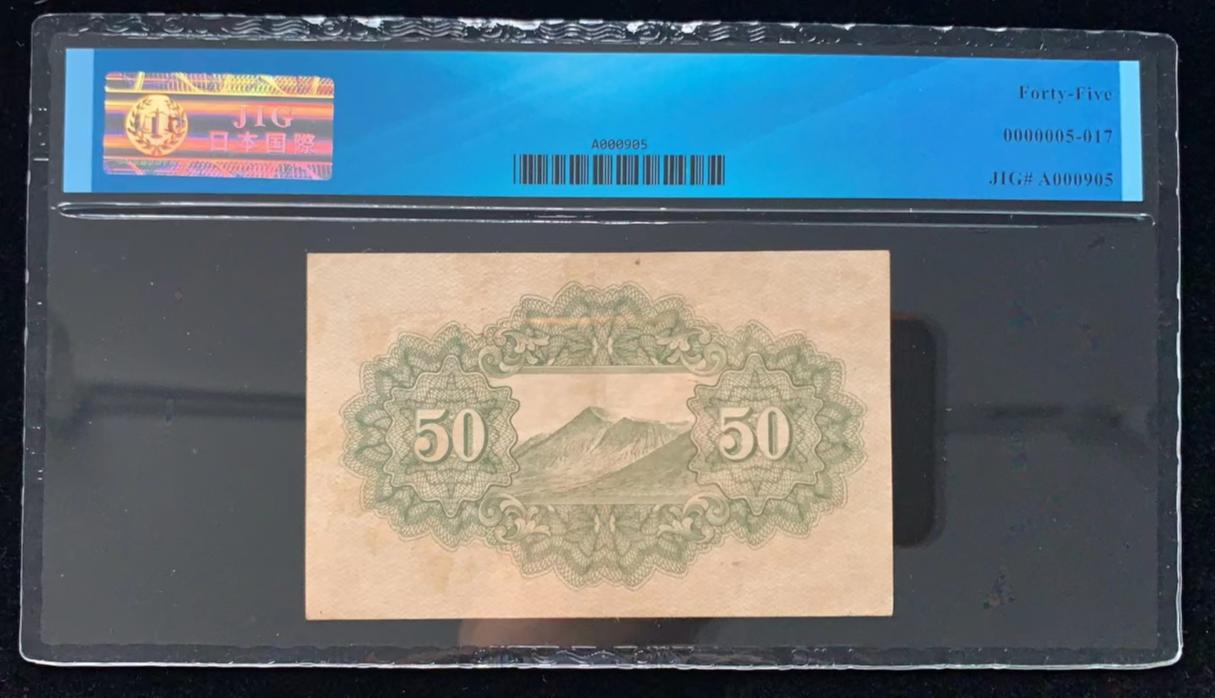 JIG
日本国際
A000905
Forty-Five
0000005-017
JIG# A000905
50
50